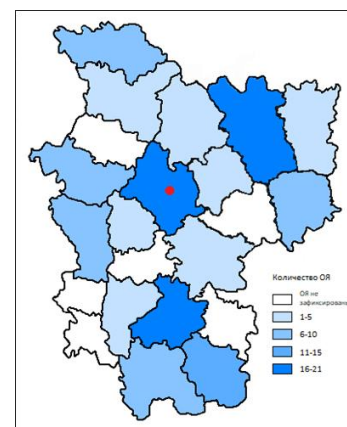 Количество ОЯ
ОЯ не
зафиксирован
1-5
6-10
11-15
16-21